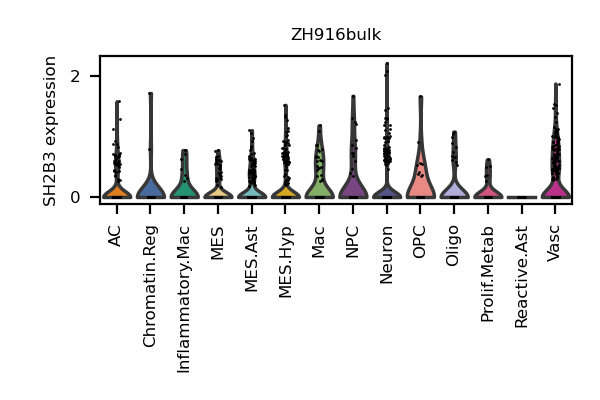 ZH916bulk
SH2B3 expression
2
0
AC
Chromatin.Reg
Inflammatory.Mac
MES
MES.Ast
MES.Hyp
Mac
NPC
Neuron
OPC
Oligo
Prolif.Metab
Reactive.Ast
Vasc